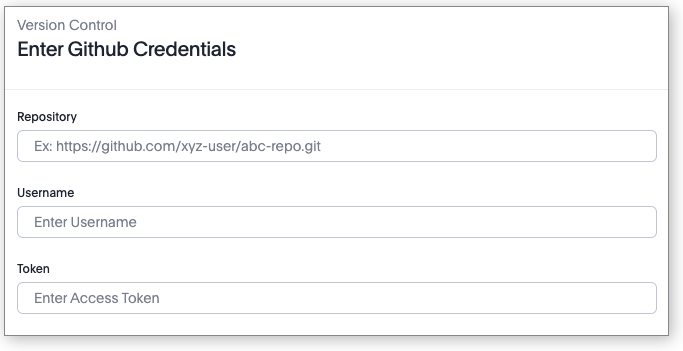 Version Control
Enter Github Credentials
Repository
Ex: https://github.com/xyz-user/abc-repo.git
Username
Enter Username
Token
Enter Access Token